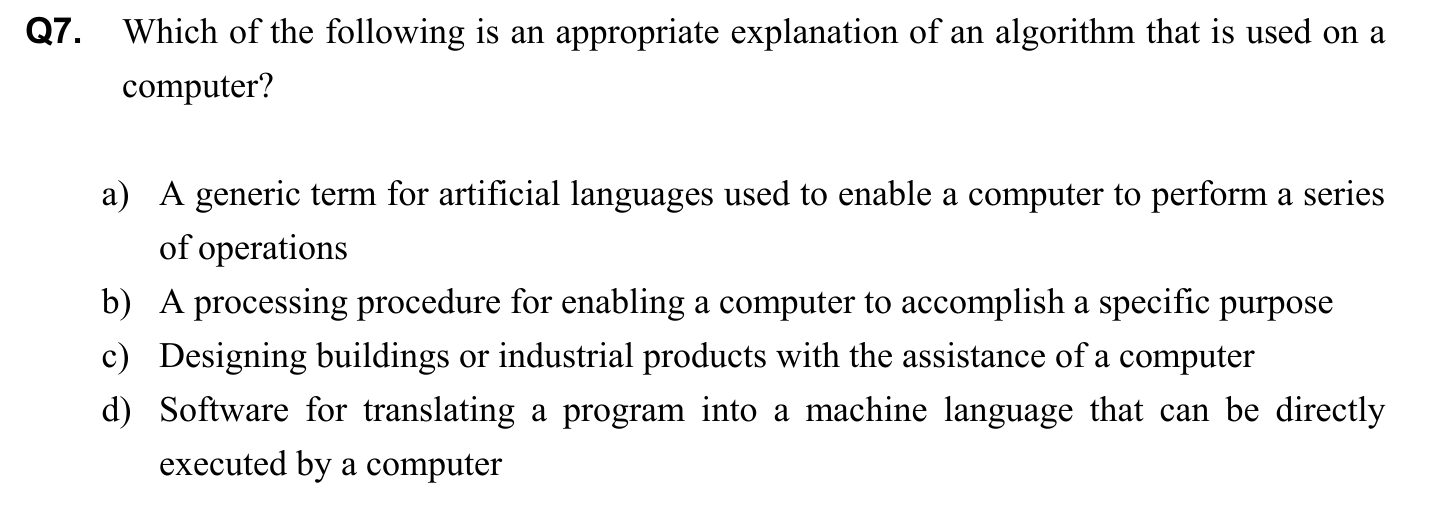 Q7. Which of the following is an appropriate explanation of an algorithm that is used on a
computer?
a) A generic term for artificial languages used to enable a computer to perform a series
of operations
b) A processing procedure for enabling a computer to accomplish a specific purpose
c) Designing buildings or industrial products with the assistance of a computer
d) Software for translating a program into a machine language that can be directly
executed by a computer